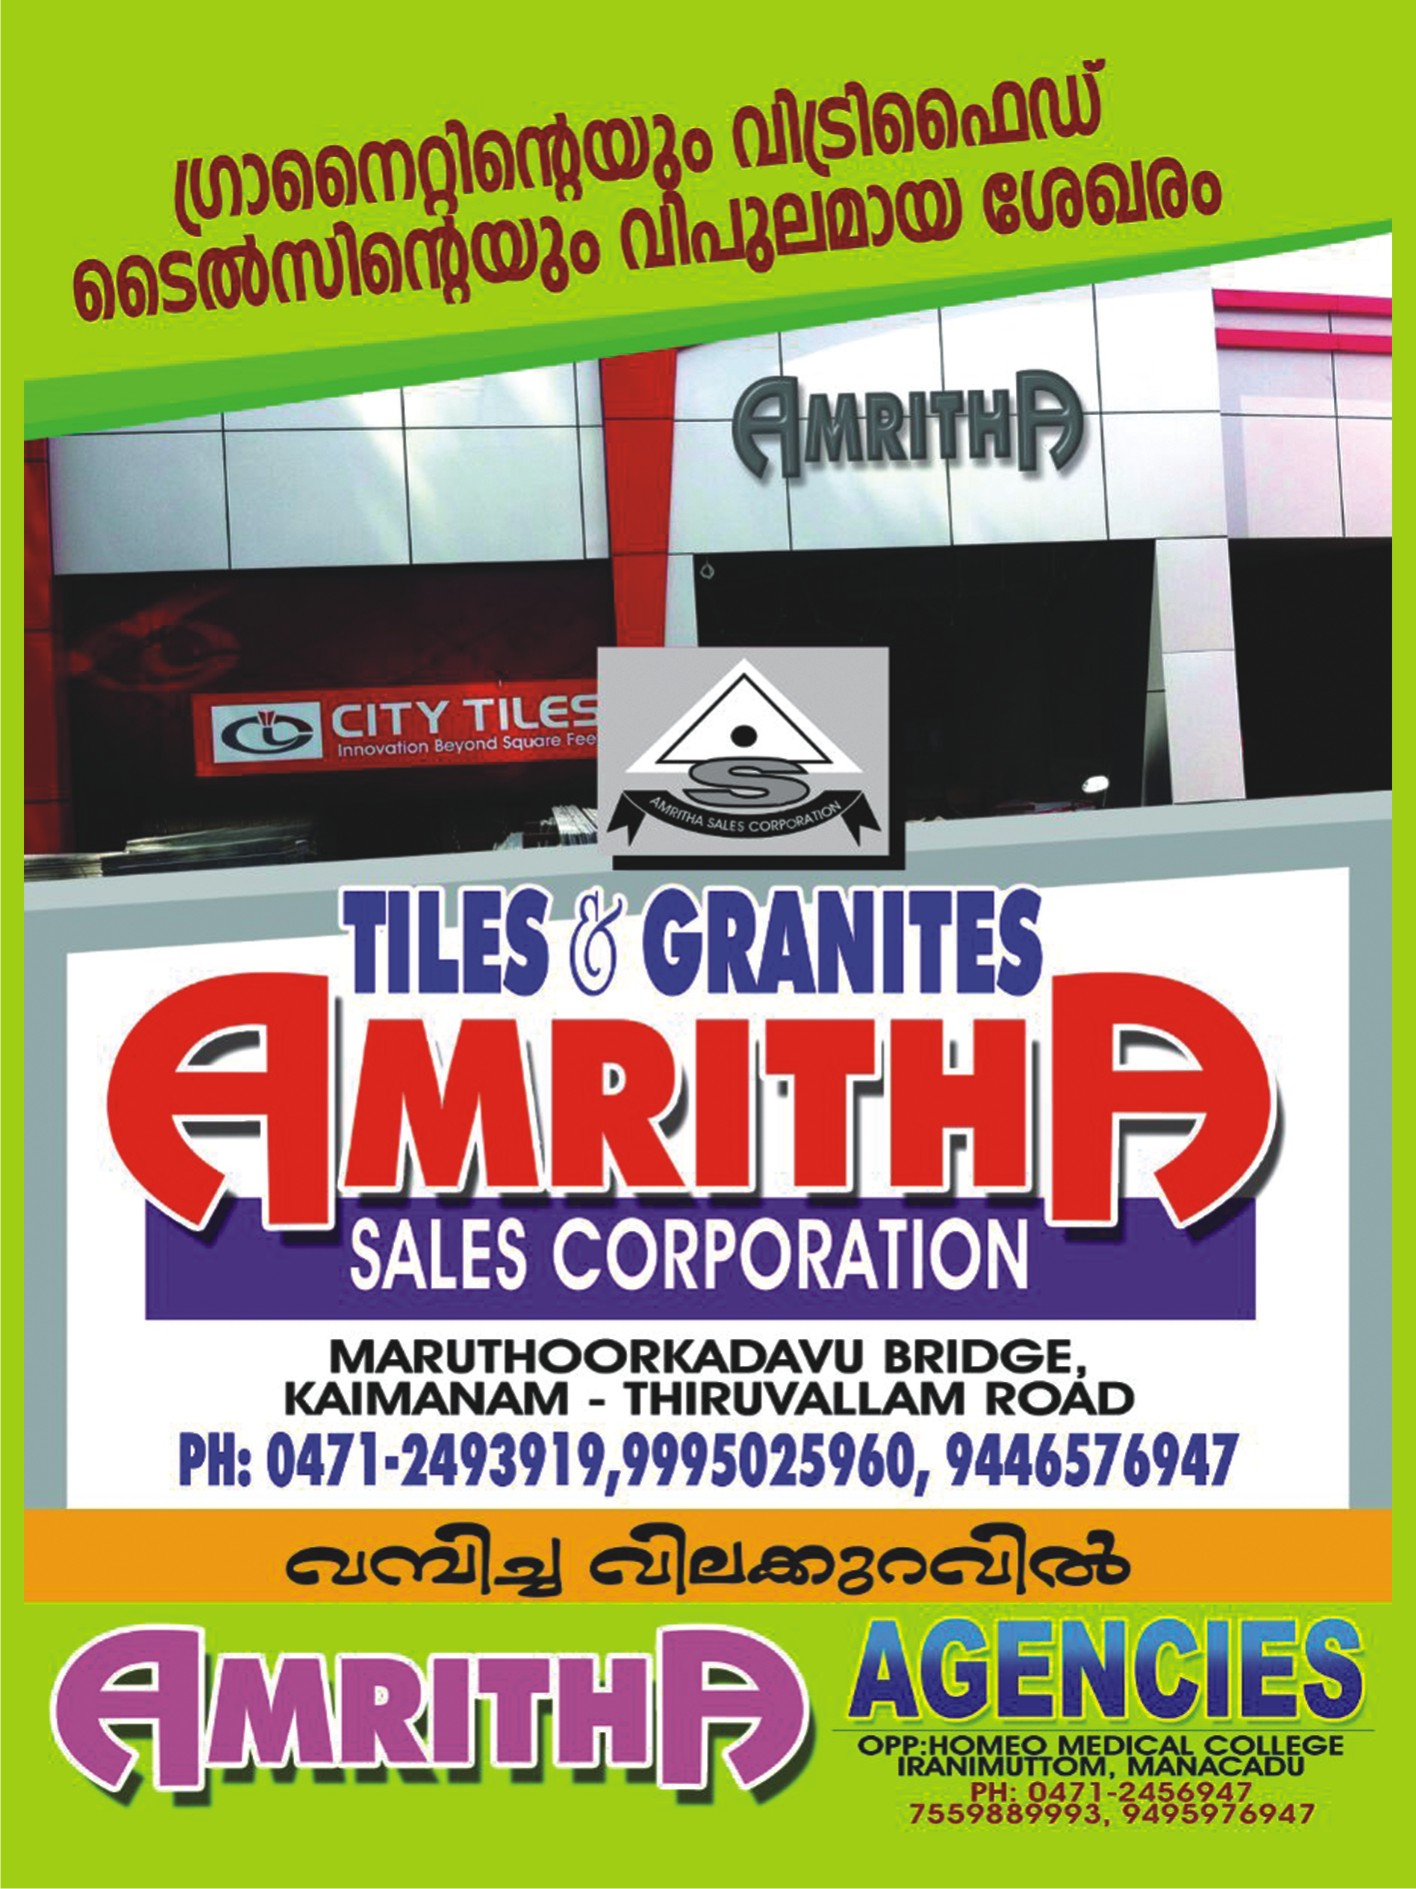 ഗ്രാനൈറ്റിന്റെയും വിട്രിഫൈഡ്
ടൈൽസിന്റെയും വിപുലമായ ശേഖരം
AMRITHA
CITY TILES
Innovation Beyond Square Fee
S
AMRITHA SALES CORPORATION
TILES & GRANITES
AMRITHA
SALES CORPORATION
MARUTHOORKADAVU BRIDGE,
KAIMANAM - THIRUVALLAM ROAD
PH: 0471-2493919,9995025960, 9446576947
വമ്പിച്ച വിലക്കുറവിൽ
AMRITHA
AGENCIES
OPP:HOMEO MEDICAL COLLEGE
IRANIMUTTOM, MANACADU
PH: 0471-2456947
7559889993, 9495976947